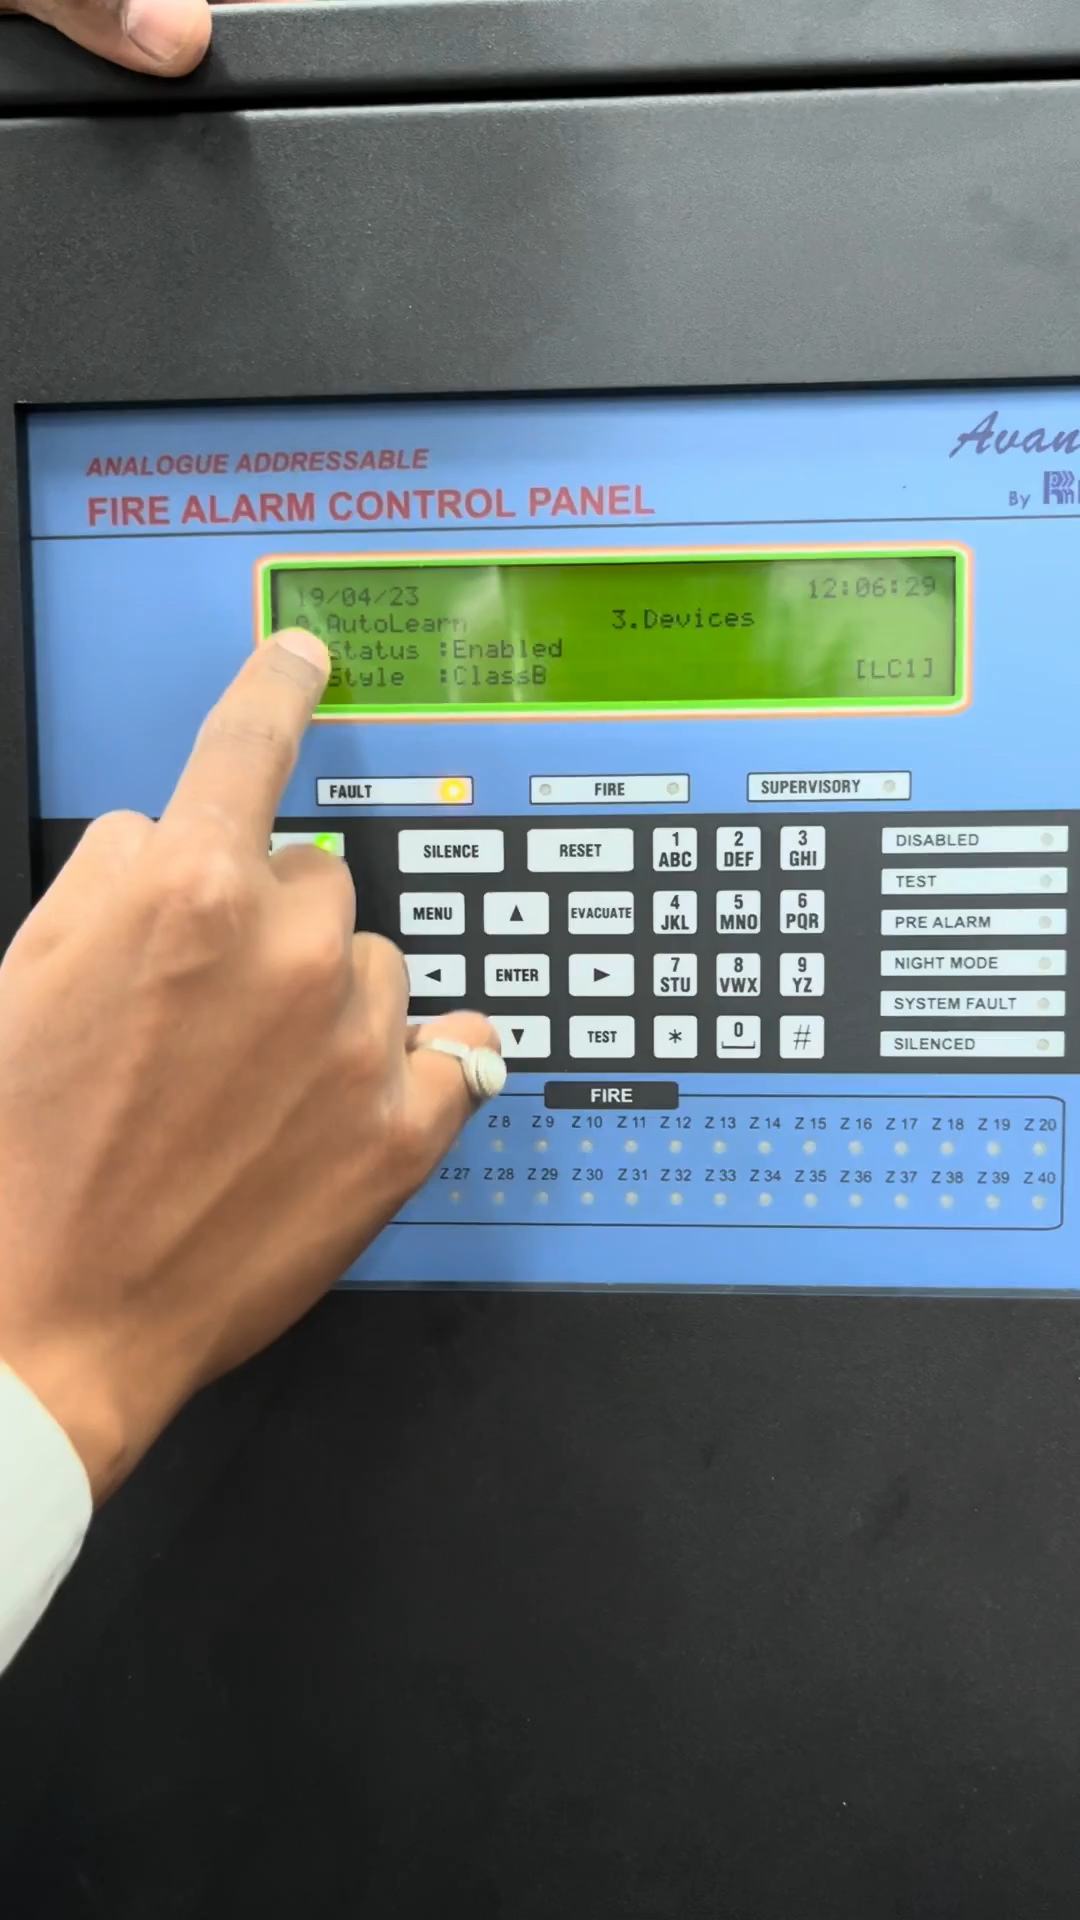 ANALOGUE ADDRESSABLE
FIRE ALARM CONTROL PANEL
By
19/04/23 12:06:29
0.AutoLearn 3.Devices
Status :Enabled
Style :ClassB [LC1]
FAULT FIRE SUPERVISORY
SILENCE RESET 1 ABC 2 DEF 3 GHI DISABLED
TEST
MENU ▲ EVACUATE 4 JKL 5 MNO 6 PQR PRE ALARM
◄ ENTER ► 7 STU 8 VWX 9 YZ NIGHT MODE
SYSTEM FAULT
▼ TEST * 0 # SILENCED
FIRE
Z 8 Z 9 Z 10 Z 11 Z 12 Z 13 Z 14 Z 15 Z 16 Z 17 Z 18 Z 19 Z 20
Z 27 Z 28 Z 29 Z 30 Z 31 Z 32 Z 33 Z 34 Z 35 Z 36 Z 37 Z 38 Z 39 Z 40